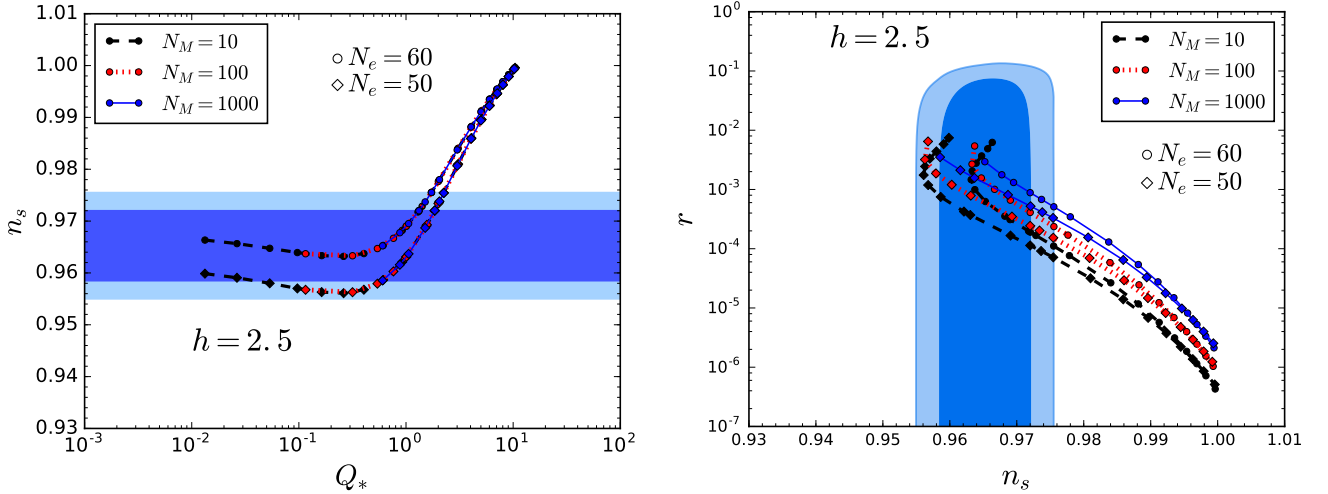 1.00
0.99
0.98
0.97
0.96
0.95
0.94
0.93
n_s
N_M = 10
N_M = 100
N_M = 1000
N_e = 60
N_e = 50
h = 2.5
10^{-3} 10^{-2} 10^{-1} 10^0 10^1 10^2
Q_*
10^0
10^{-1}
10^{-2}
10^{-3}
10^{-4}
10^{-5}
10^{-6}
10^{-7}
r
h = 2.5
N_M = 10
N_M = 100
N_M = 1000
N_e = 60
N_e = 50
0.93 0.94 0.95 0.96 0.97 0.98 0.99 1.00 1.01
n_s